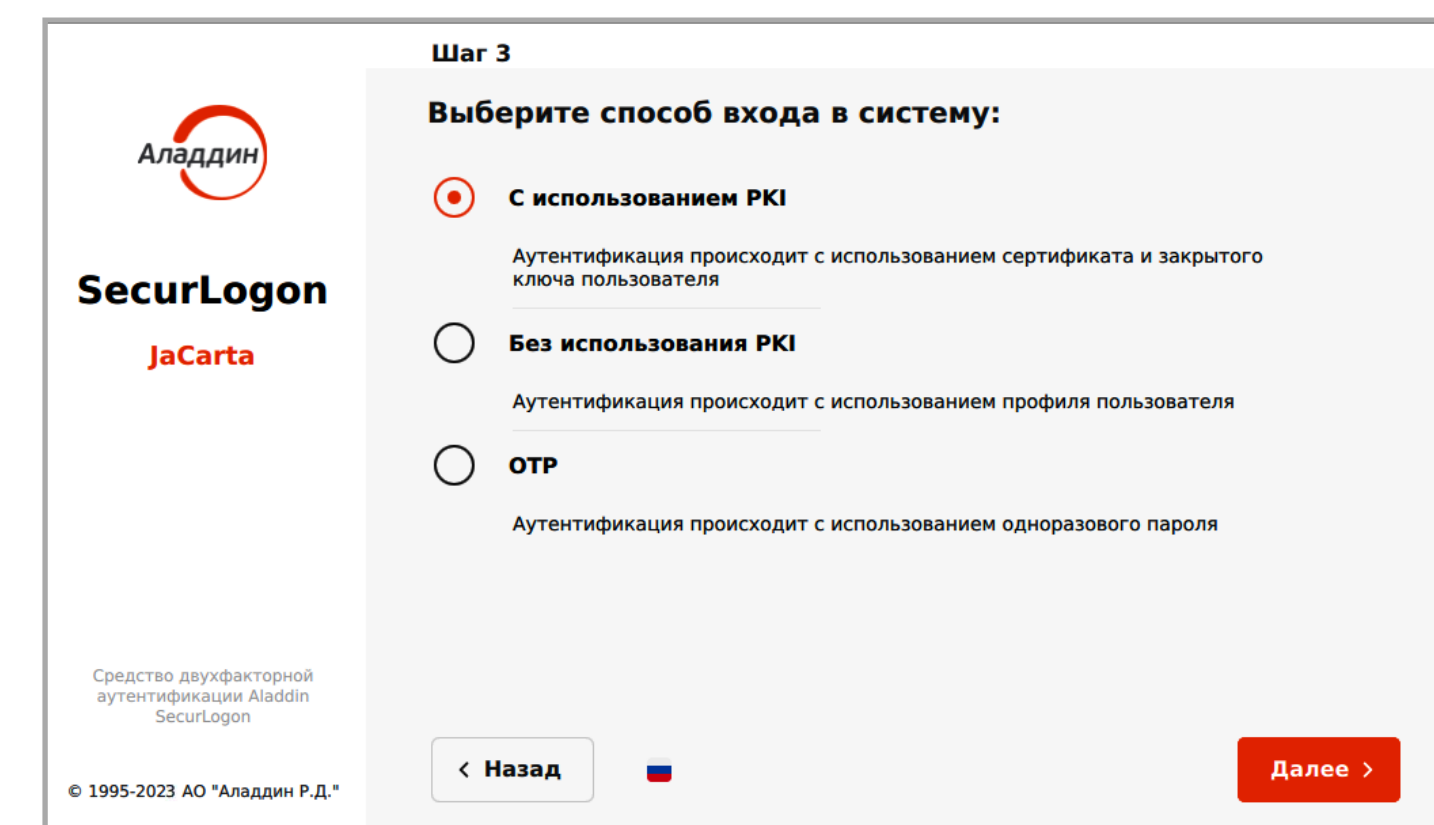 Шаг 3
Аладдин
SecurLogon
JaCarta
Средство двухфакторной
аутентификации Aladdin
SecurLogon
© 1995-2023 АО "Аладдин Р.Д."
Выберите способ входа в систему:
С использованием PKI
Аутентификация происходит с использованием сертификата и закрытого
ключа пользователя
Без использования PKI
Аутентификация происходит с использованием профиля пользователя
OTP
Аутентификация происходит с использованием одноразового пароля
< Назад
Далее >